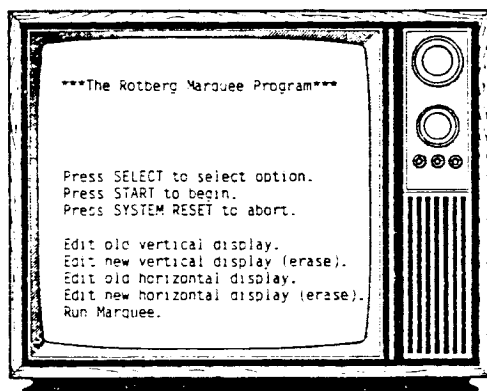 ***The Rotberg Marquee Program***
Press SELECT to select option.
Press START to begin.
Press SYSTEM RESET to abort.
Edit old vertical display.
Edit new vertical display (erase).
Edit old horizontal display.
Edit new horizontal display (erase).
Run Marquee.